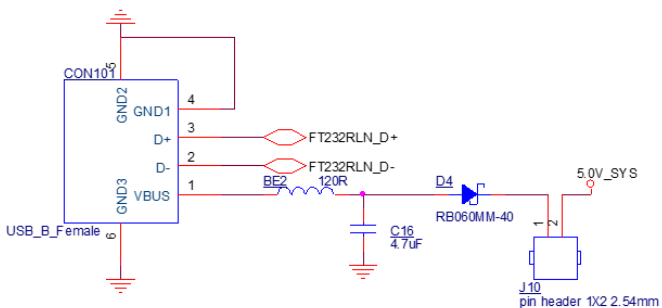 CON101
5
GND2
GND1
4
D+
3
FT232RLN_D+
D-
2
FT232RLN_D-
VBUS
1
BE2
120R
D4
5.0V_SYS
GND3
USB_B_Female
6
C16
4.7uF
RB060MM-40
1
2
J10
pin header 1X2 2.54mm